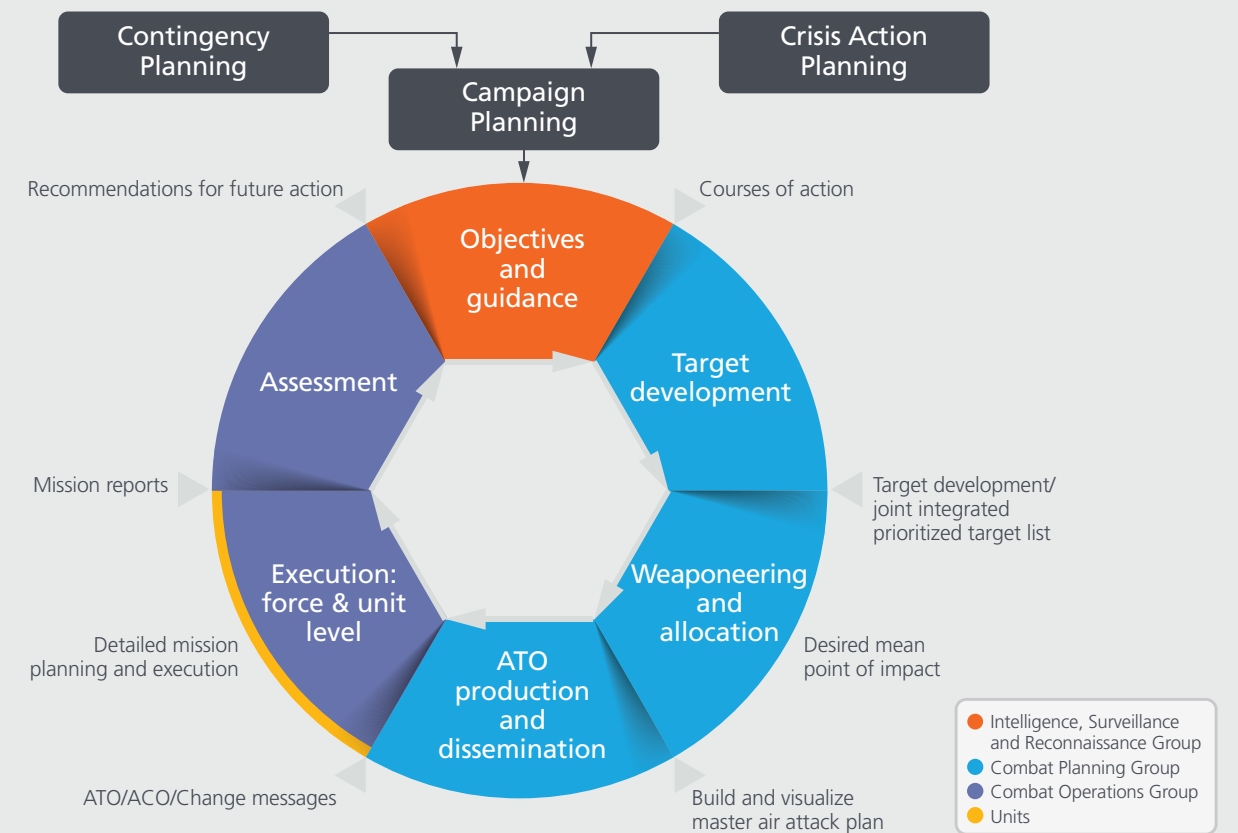 Contingency
Planning
Crisis Action
Planning
Campaign
Planning
Recommendations for future action
Courses of action
Objectives
and
guidance
Target
development
Assessment
Mission reports
Target development/
joint integrated
prioritized target list
Weaponeering
and
allocation
Execution:
force & unit
level
Detailed mission
planning and execution
Desired mean
point of impact
ATO
production
and
dissemination
ATO/ACO/Change messages
Build and visualize
master air attack plan
Intelligence, Surveillance
and Reconnaissance Group
Combat Planning Group
Combat Operations Group
Units